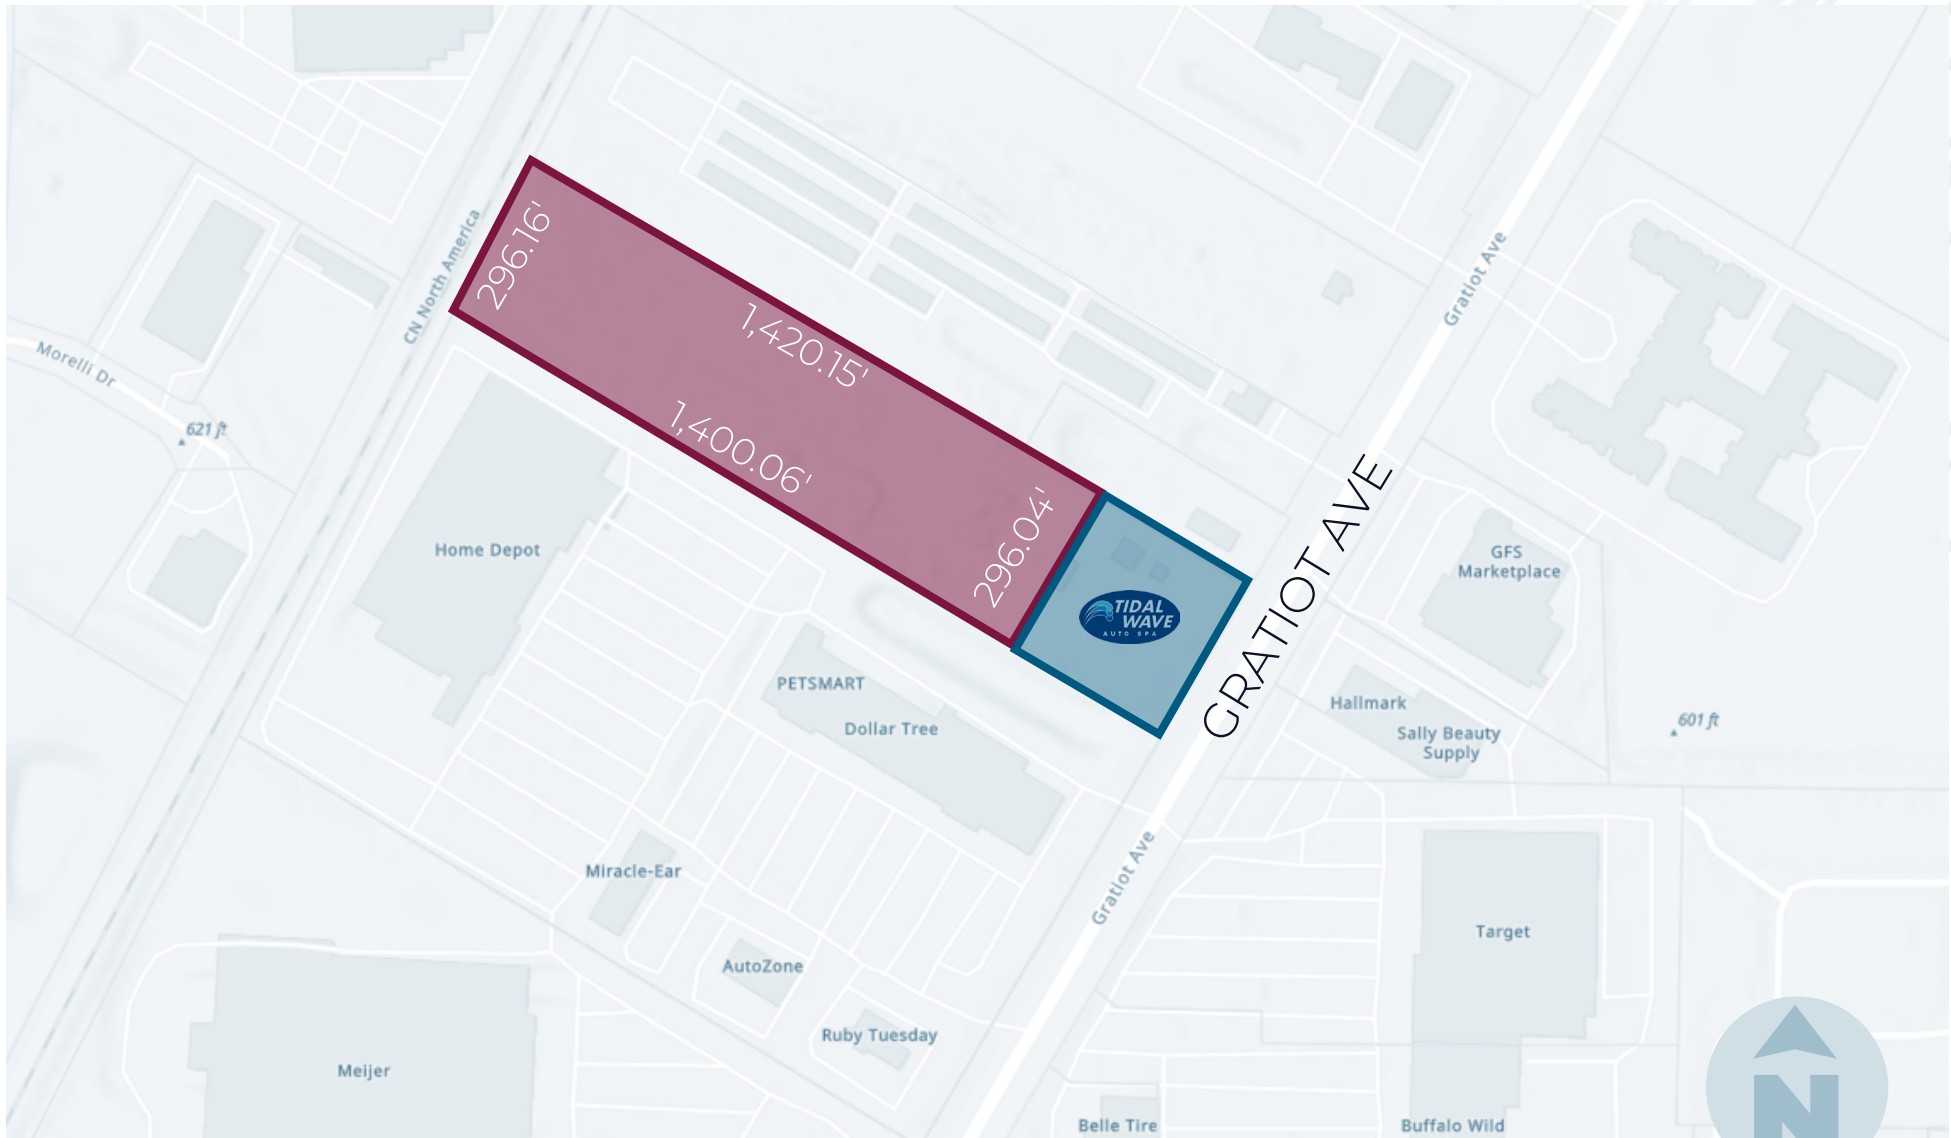 296.16'
CN North America
Gratiot Ave
1,420.15'
Morelli Dr
1,400.06'
621 ft
GRATIOT AVE
296.04'
Home Depot
GFS
Marketplace
TIDAL
WAVE
AUTO SPA
PETSMART
Dollar Tree
Hallmark
Sally Beauty
Supply
601 ft
Miracle-Ear
Gratiot Ave
Target
AutoZone
Ruby Tuesday
Meijer
Belle Tire
Buffalo Wild
N